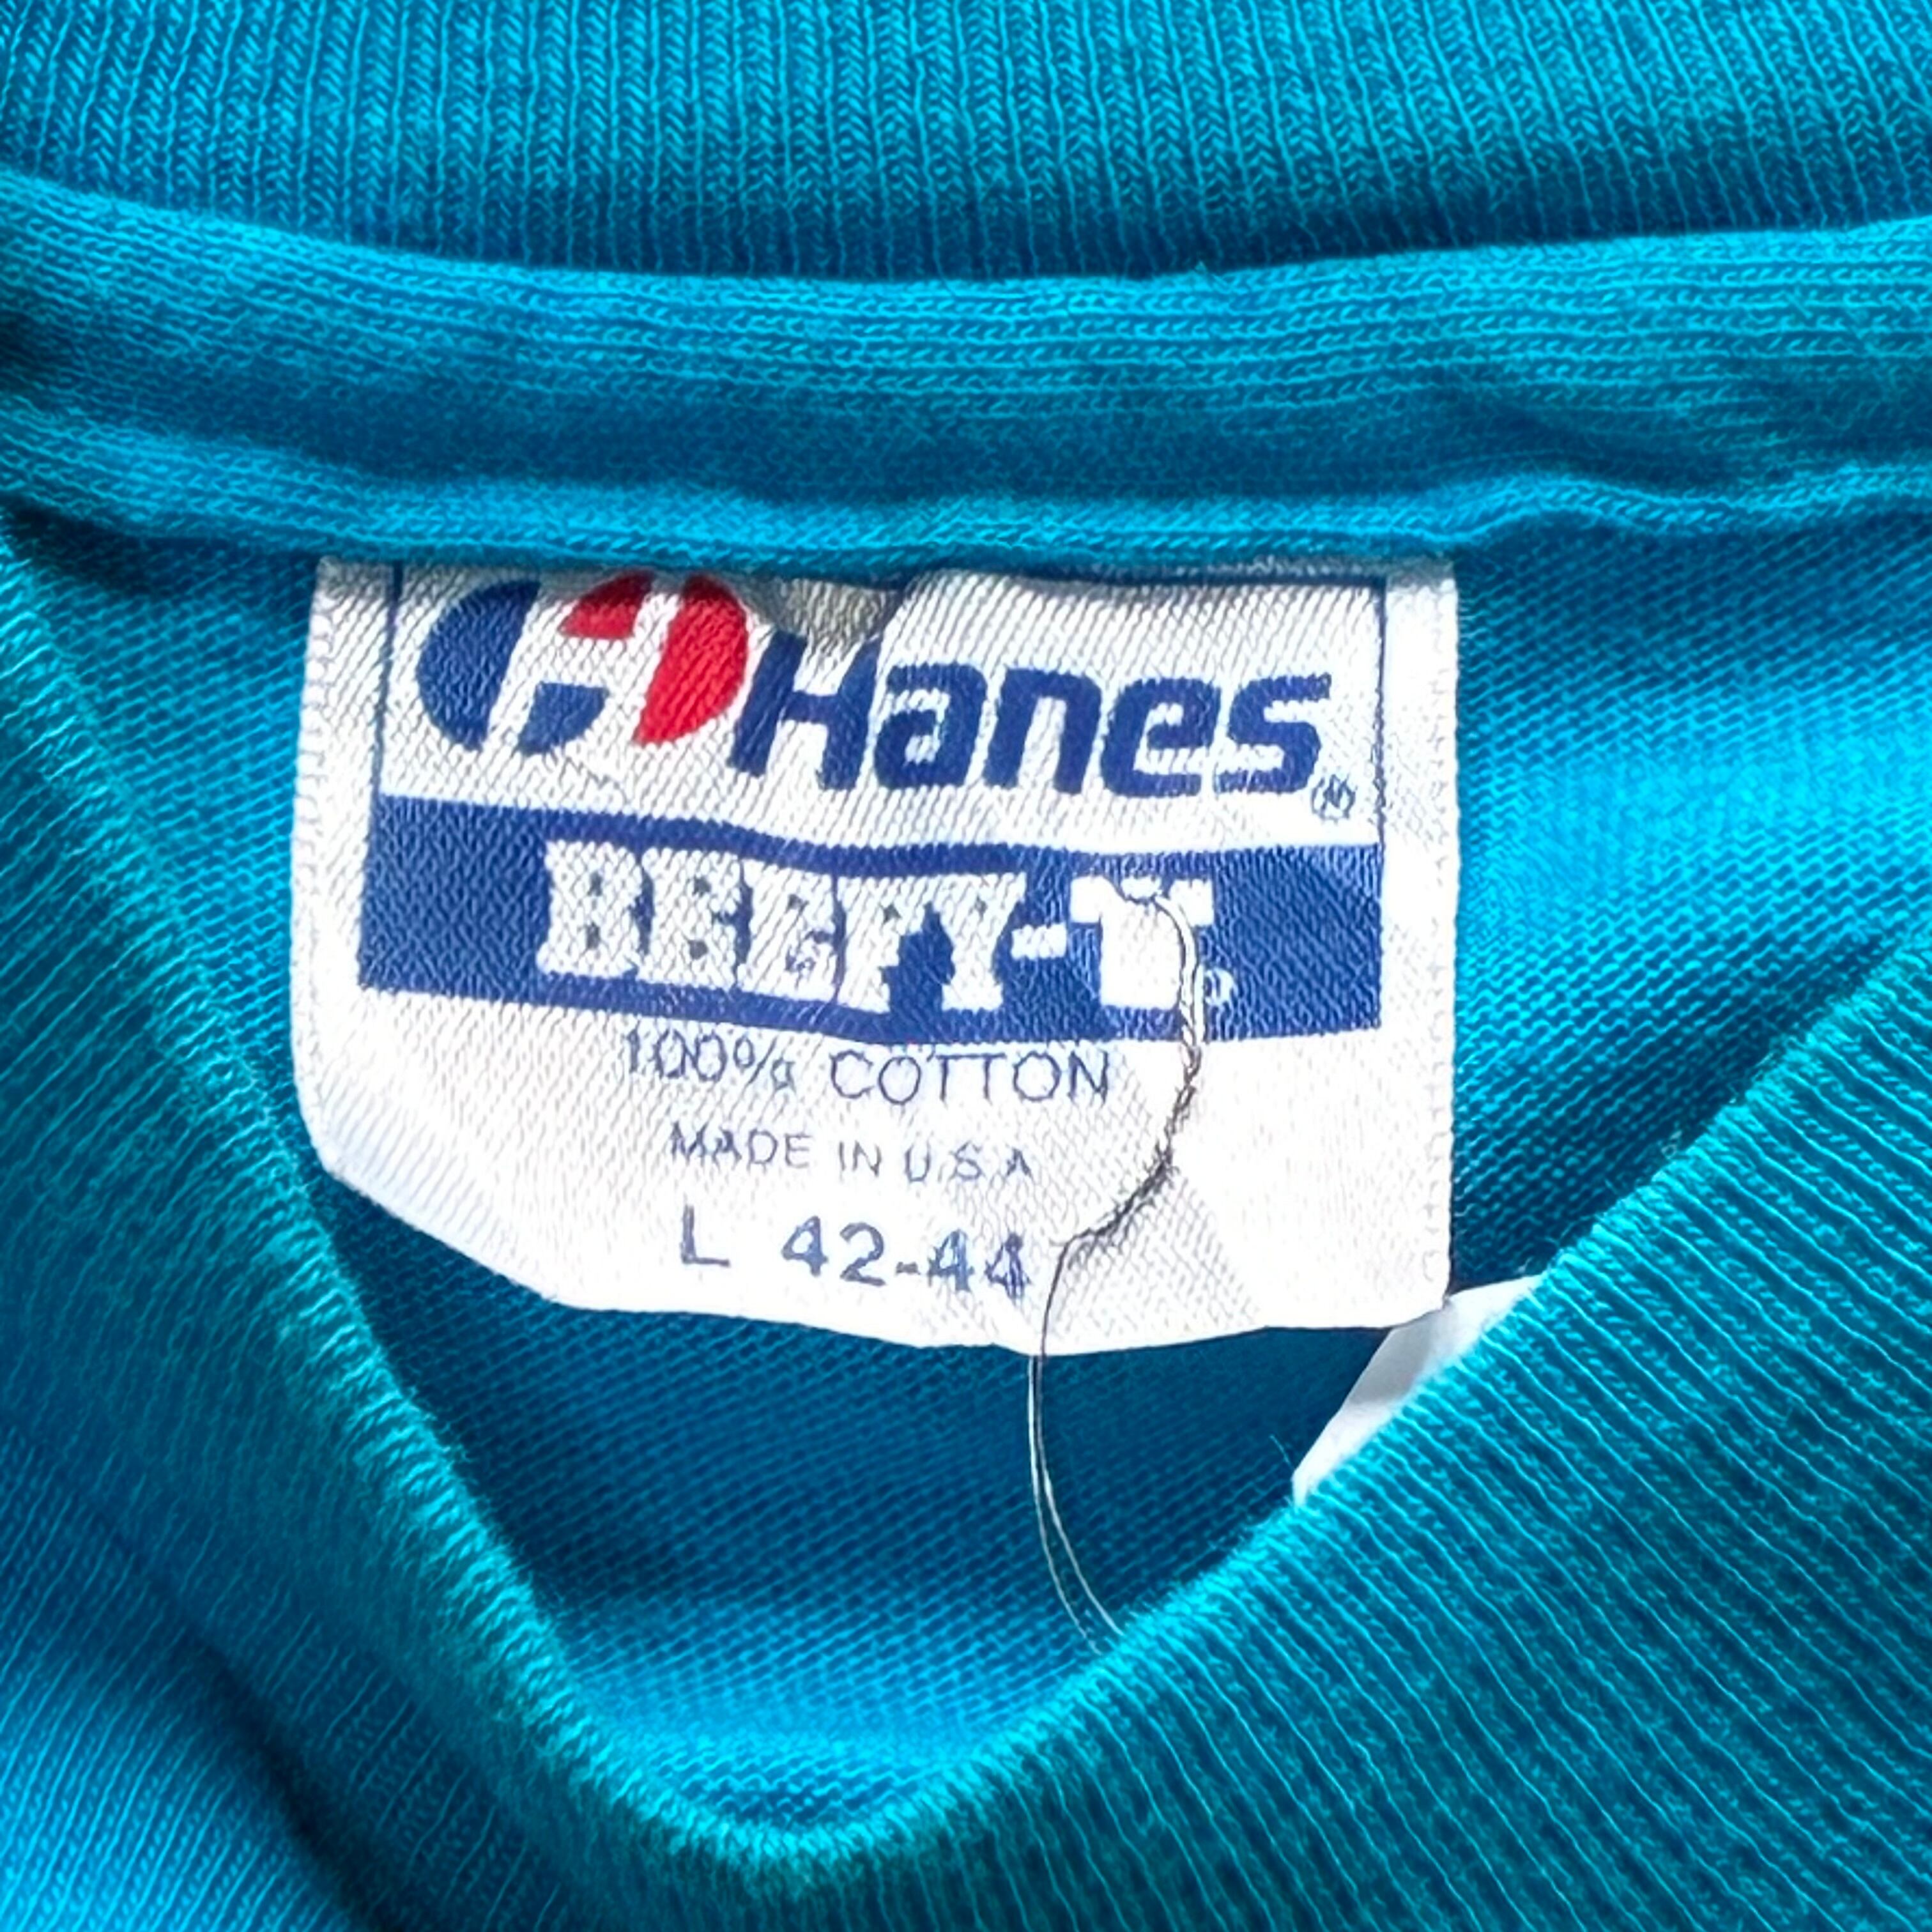 Hanes®
BEEFY-T®
100% COTTON
MADE IN U.S.A
L 42-44